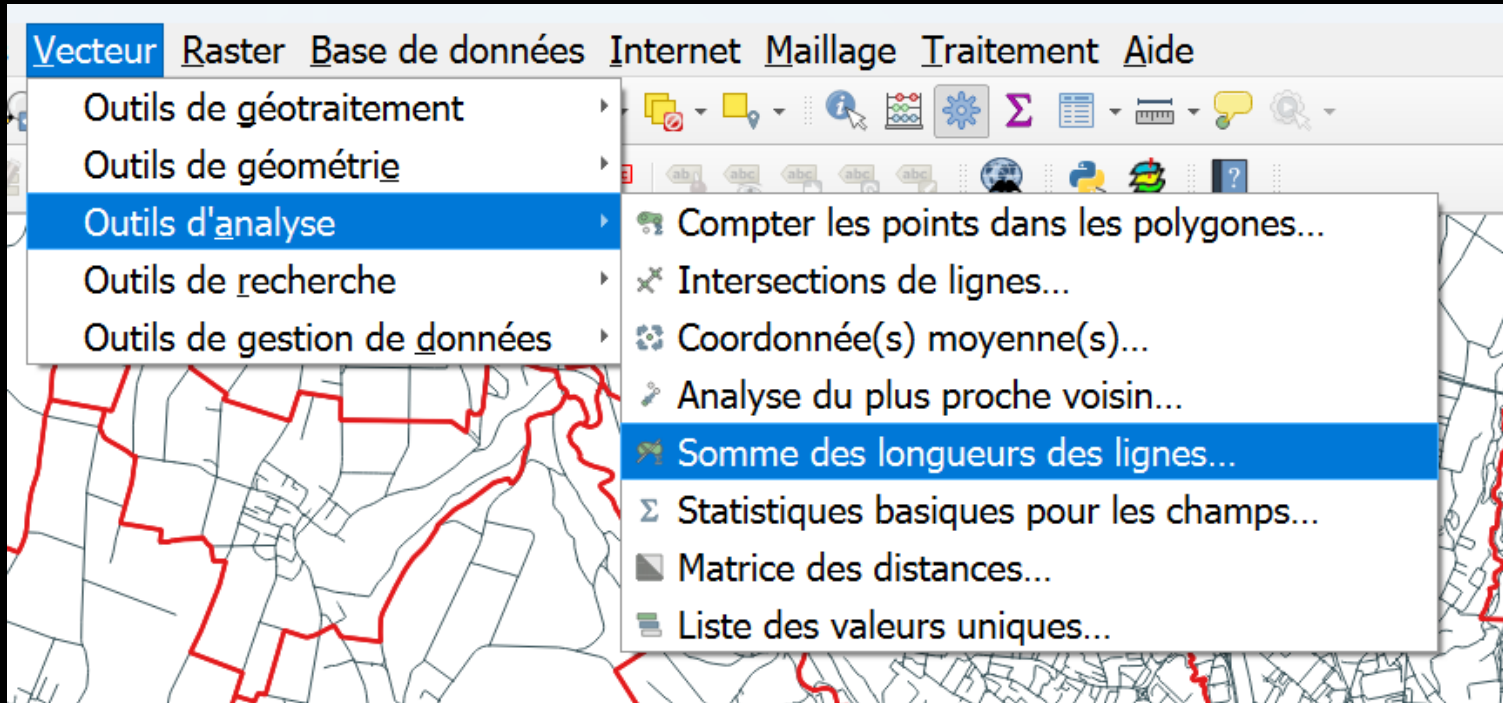 Vecteur Raster Base de données Internet Maillage Traitement Aide
Outils de géotraitement
Outils de géométrie
Outils d'analyse
Outils de recherche
Outils de gestion de données
Compter les points dans les polygones...
Intersections de lignes...
Coordonnée(s) moyenne(s)...
Analyse du plus proche voisin...
Somme des longueurs des lignes...
Statistiques basiques pour les champs...
Matrice des distances...
Liste des valeurs uniques...